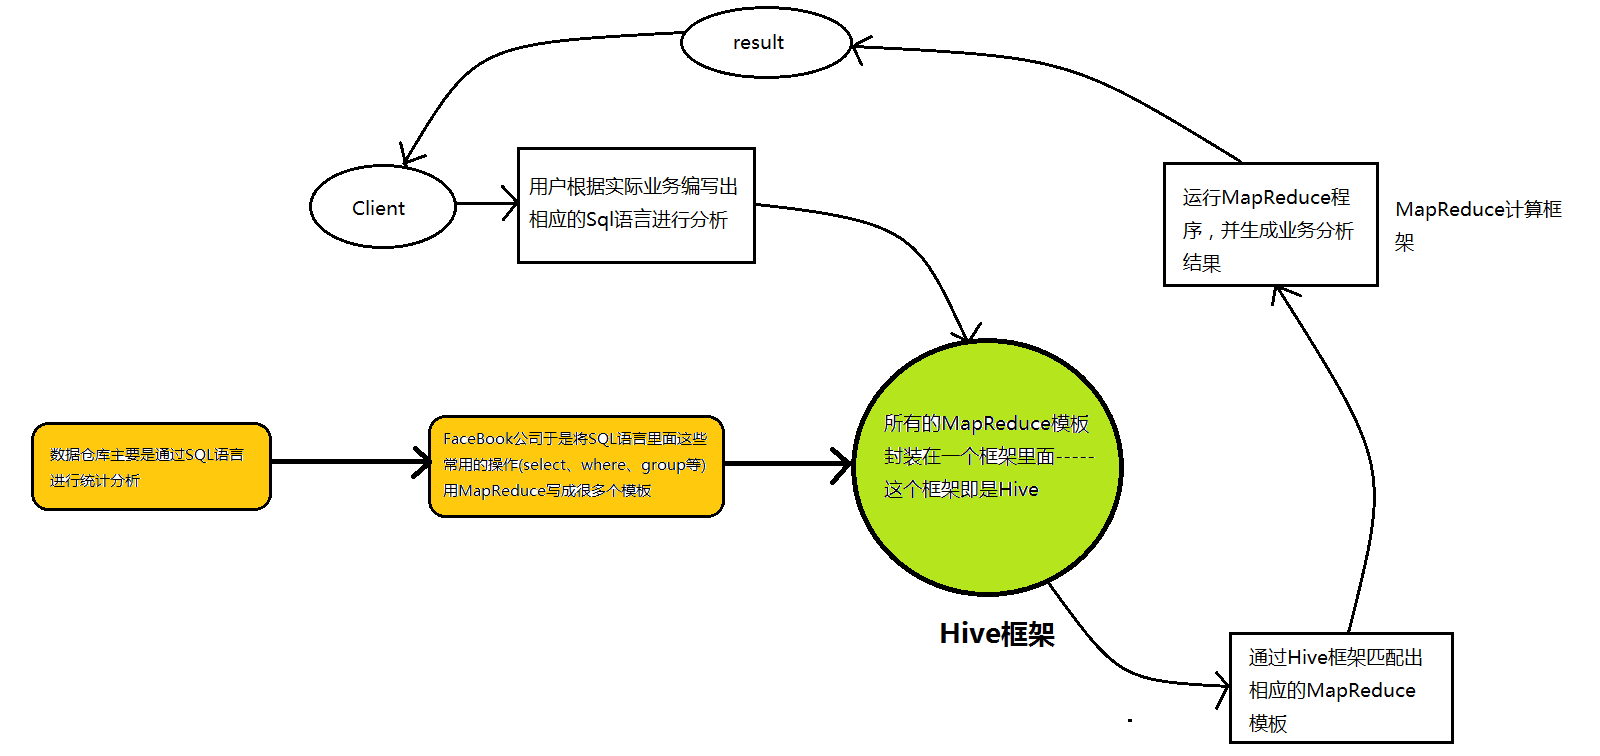 result
Client
用户根据实际业务编写出
相应的Sql语言进行分析
运行MapReduce程
序，并生成业务分析
结果
MapReduce计算框
架
数据仓库主要是通过SQL语言
进行统计分析
FaceBook公司于是将SQL语言里面这些
常用的操作(select、where、group等)
用MapReduce写成很多个模板
所有的MapReduce模板
封装在一个框架里面-----
这个框架即是Hive
Hive框架
通过Hive框架匹配出
相应的MapReduce
模板